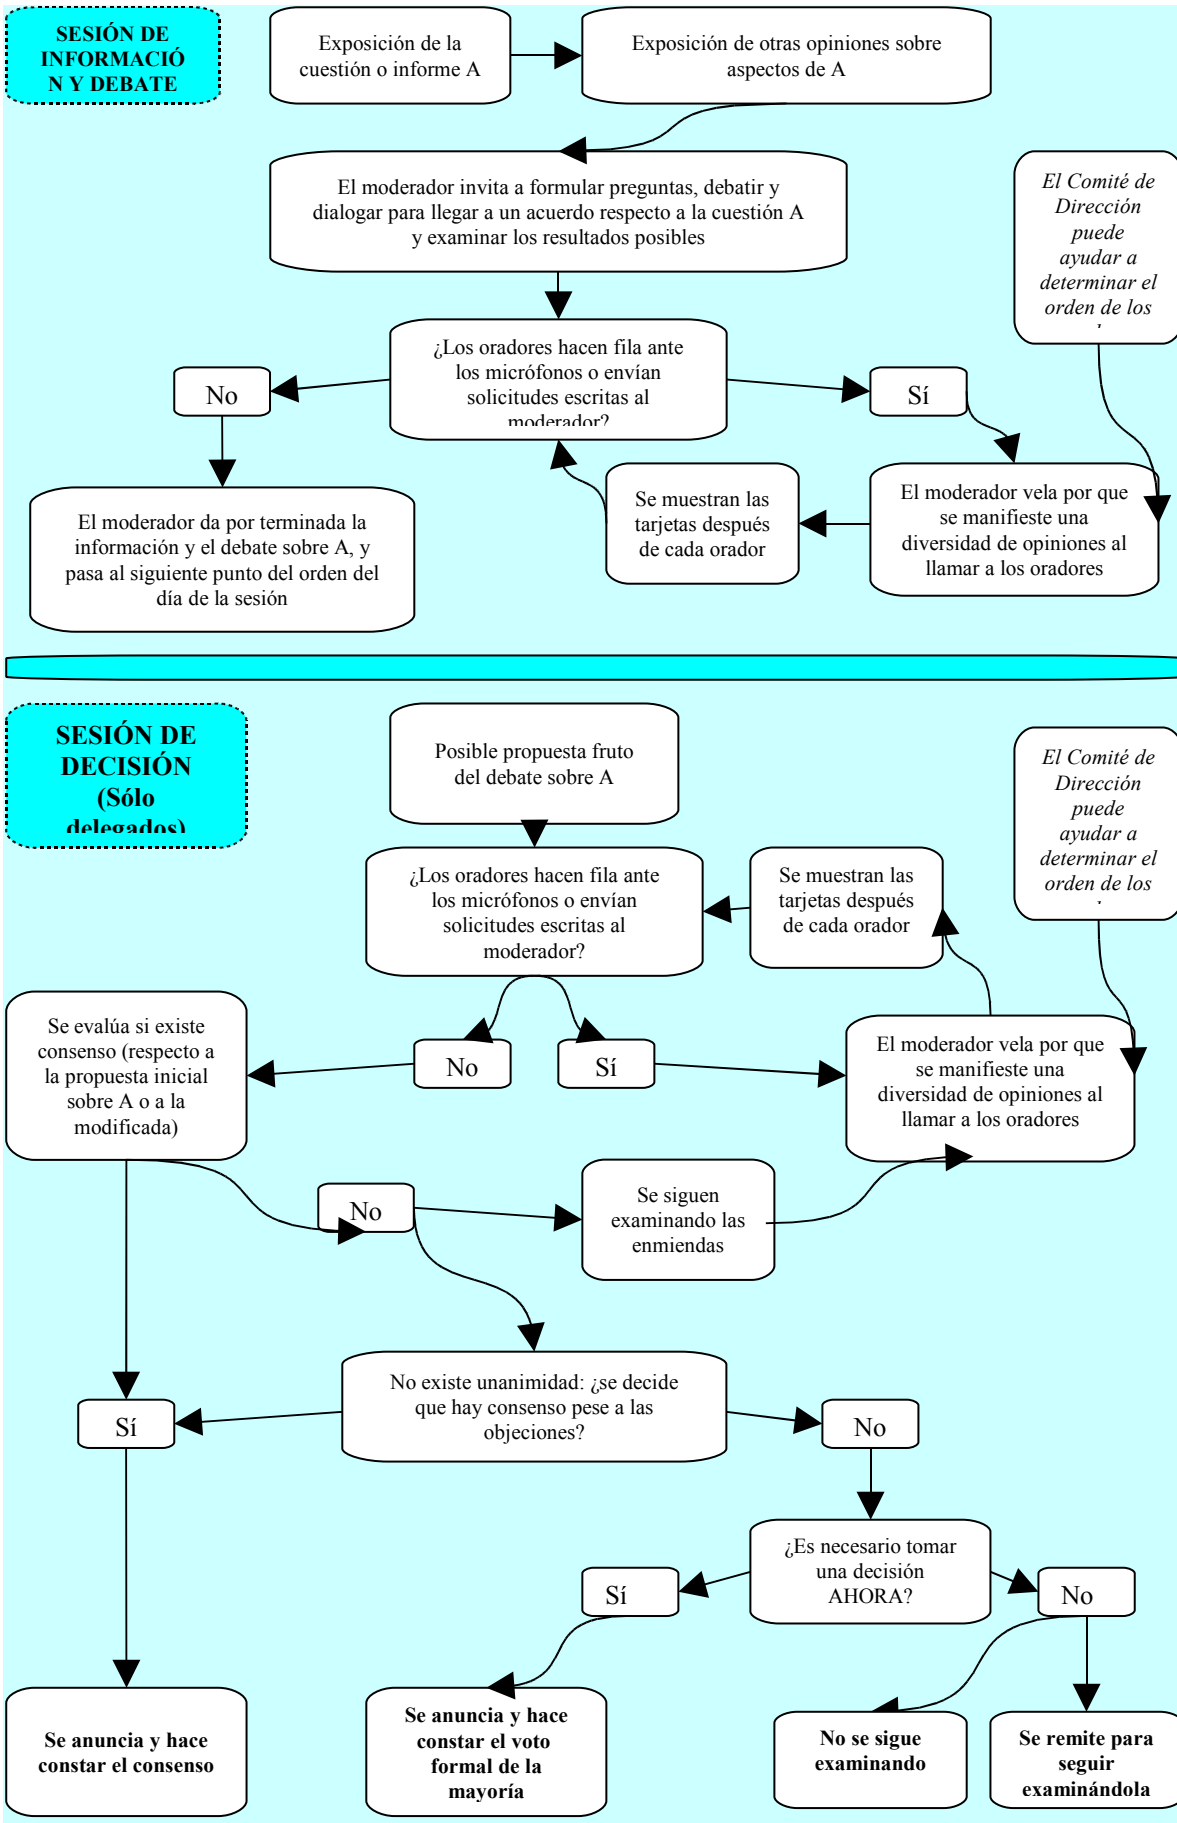 SESIÓN DE
INFORMACIÓ
N Y DEBATE
Exposición de la
cuestión o informe A
Exposición de otras opiniones sobre
aspectos de A
El moderador invita a formular preguntas, debatir y
dialogar para llegar a un acuerdo respecto a la cuestión A
y examinar los resultados posibles
El Comité de
Dirección
puede
ayudar a
determinar el
orden de los
¿Los oradores hacen fila ante
los micrófonos o envían
solicitudes escritas al
moderador?
No
Sí
El moderador da por terminada la
información y el debate sobre A, y
pasa al siguiente punto del orden del
día de la sesión
Se muestran las
tarjetas después
de cada orador
El moderador vela por que
se manifieste una
diversidad de opiniones al
llamar a los oradores
SESIÓN DE
DECISIÓN
(Sólo
delegados)
Posible propuesta fruto
del debate sobre A
El Comité de
Dirección
puede
ayudar a
determinar el
orden de los
¿Los oradores hacen fila ante
los micrófonos o envían
solicitudes escritas al
moderador?
Se muestran las
tarjetas después
de cada orador
Se evalúa si existe
consenso (respecto a
la propuesta inicial
sobre A o a la
modificada)
No
Sí
El moderador vela por que
se manifieste una
diversidad de opiniones al
llamar a los oradores
No
Se siguen
examinando las
enmiendas
No existe unanimidad: ¿se decide
que hay consenso pese a las
objeciones?
Sí
No
¿Es necesario tomar
una decisión
AHORA?
Sí
No
Se anuncia y hace
constar el consenso
Se anuncia y hace
constar el voto
formal de la
mayoría
No se sigue
examinando
Se remite para
seguir
examinándola